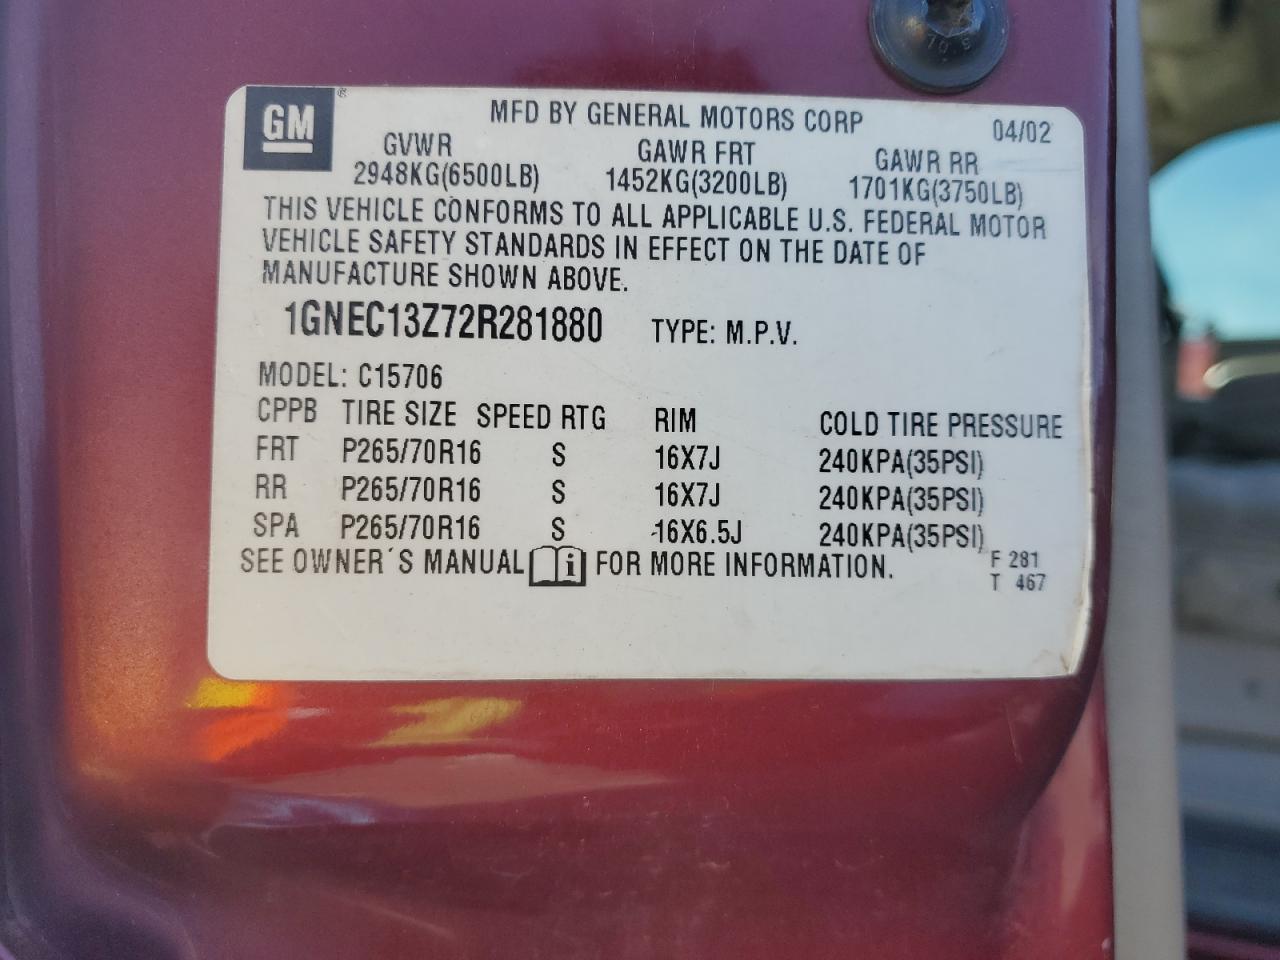 70.9
GM ®
MFD BY GENERAL MOTORS CORP 04/02
GVWR GAWR FRT GAWR RR
2948KG(6500LB) 1452KG(3200LB) 1701KG(3750LB)
THIS VEHICLE CONFORMS TO ALL APPLICABLE U.S. FEDERAL MOTOR
VEHICLE SAFETY STANDARDS IN EFFECT ON THE DATE OF
MANUFACTURE SHOWN ABOVE.
1GNEC13Z72R281880 TYPE: M.P.V.
MODEL: C15706
CPPB TIRE SIZE SPEED RTG RIM COLD TIRE PRESSURE
FRT P265/70R16 S 16X7J 240KPA(35PSI)
RR P265/70R16 S 16X7J 240KPA(35PSI)
SPA P265/70R16 S 16X6.5J 240KPA(35PSI)
SEE OWNER'S MANUAL i FOR MORE INFORMATION.
F 281
T 467